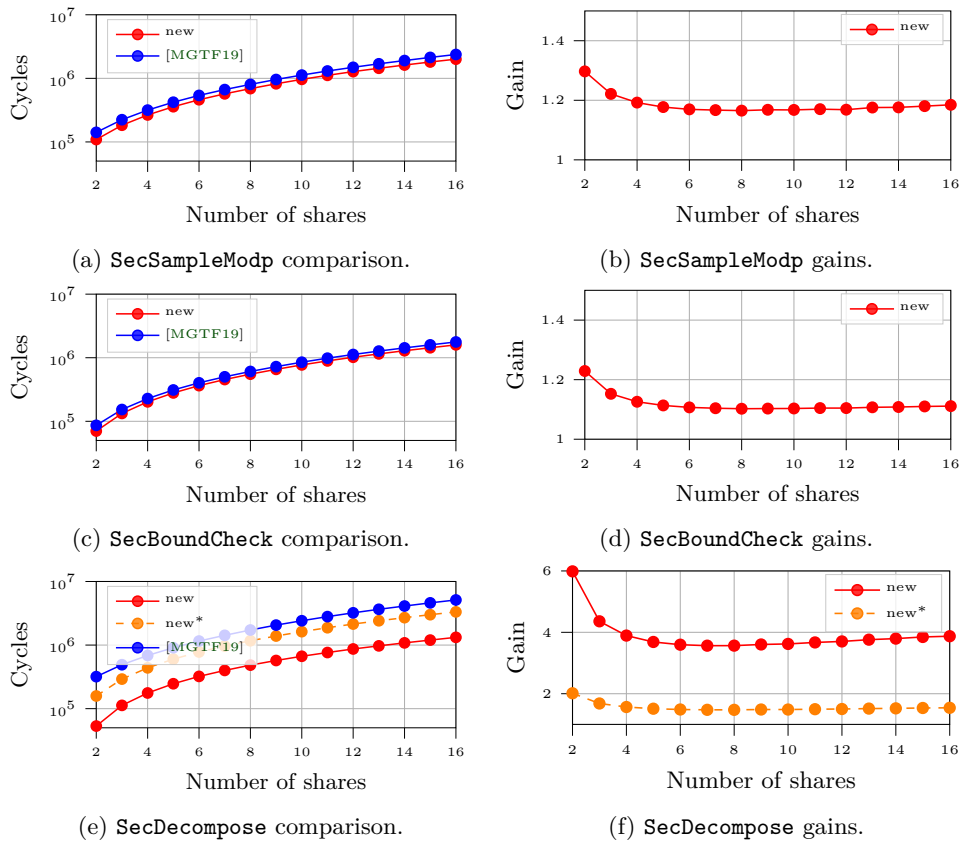 10^7
10^6
10^5
Cycles
new
[MGTF19]
2 4 6 8 10 12 14 16
Number of shares
(a) SecSampleModp comparison.
1.4
1.2
1
Gain
new
2 4 6 8 10 12 14 16
Number of shares
(b) SecSampleModp gains.
10^7
10^6
10^5
Cycles
new
[MGTF19]
2 4 6 8 10 12 14 16
Number of shares
(c) SecBoundCheck comparison.
1.4
1.2
1
Gain
new
2 4 6 8 10 12 14 16
Number of shares
(d) SecBoundCheck gains.
10^7
10^6
10^5
Cycles
new
new*
[MGTF19]
2 4 6 8 10 12 14 16
Number of shares
(e) SecDecompose comparison.
6
4
2
Gain
new
new*
2 4 6 8 10 12 14 16
Number of shares
(f) SecDecompose gains.